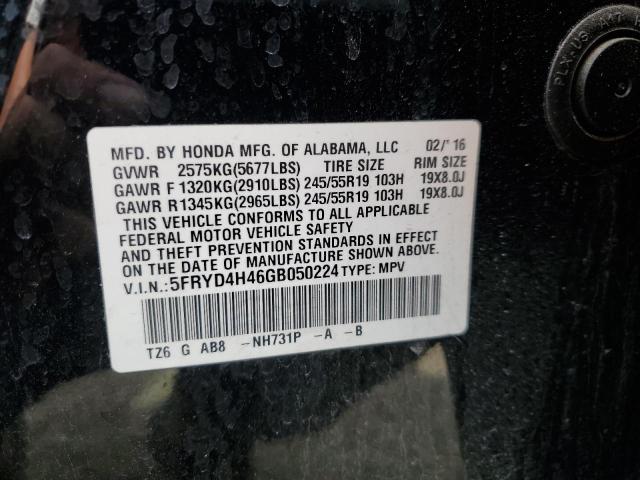 PLX-US A47
MFD. BY HONDA MFG. OF ALABAMA, LLC 02/'16
GVWR 2575KG(5677LBS) TIRE SIZE RIM SIZE
GAWR F 1320KG(2910LBS) 245/55R19 103H 19X8.0J
GAWR R 1345KG(2965LBS) 245/55R19 103H 19X8.0J
THIS VEHICLE CONFORMS TO ALL APPLICABLE
FEDERAL MOTOR VEHICLE SAFETY
AND THEFT PREVENTION STANDARDS IN EFFECT
ON THE DATE OF MANUFACTURE SHOWN ABOVE.
V.I.N.: 5FRYD4H46GB050224 TYPE: MPV
TZ6 G AB8 -NH731P -A -B